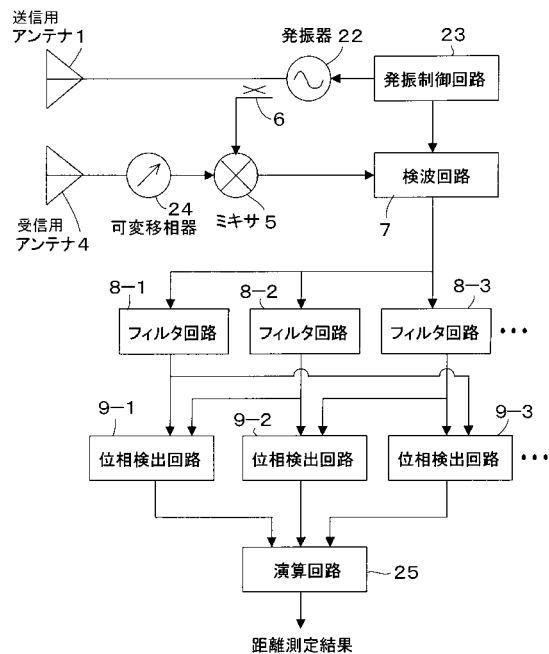 送信用
アンテナ1
発振器 22
23
発振制御回路
6
検波回路
7
受信用
アンテナ4
24
可変移相器
ミキサ5
8-1
フィルタ回路
8-2
フィルタ回路
8-3
フィルタ回路
•••
9-1
位相検出回路
9-2
位相検出回路
9-3
位相検出回路
•••
演算回路
25
距離測定結果